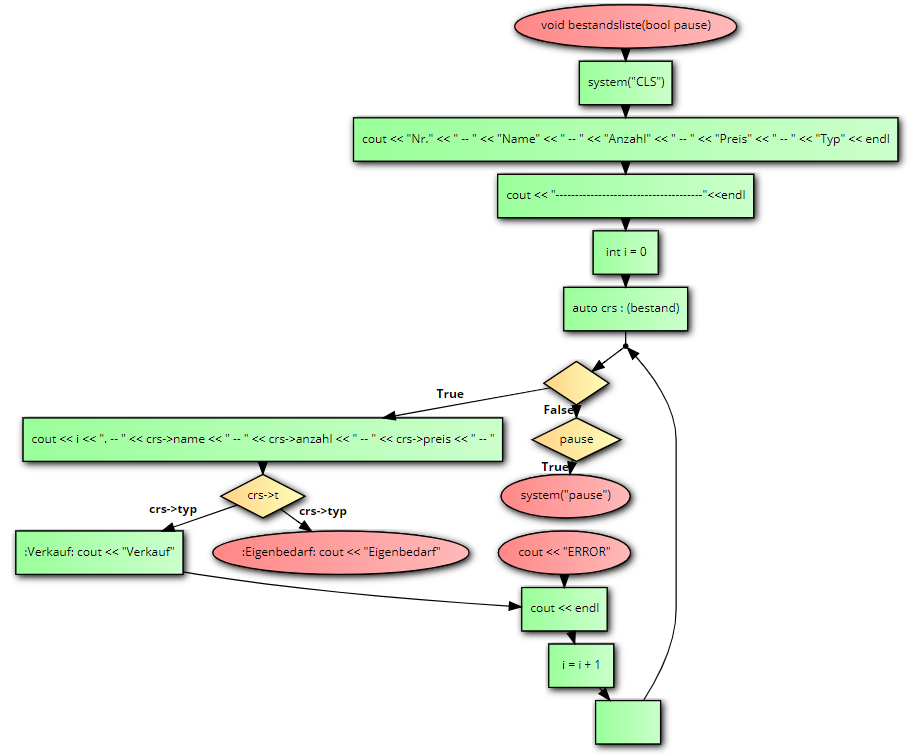 void bestandsliste(bool pause)
system("CLS")
cout << "Nr." << " -- " << "Name" << " -- " << "Anzahl" << " -- " << "Preis" << " -- " << "Typ" << endl
cout << "--------------------------------------"<<endl
int i = 0
auto crs : (bestand)
True
False
cout << i << ". -- " << crs->name << " -- " << crs->anzahl << " -- " << crs->preis << " -- "
pause
True
crs->t
system("pause")
crs->typ
crs->typ
:Verkauf: cout << "Verkauf"
:Eigenbedarf: cout << "Eigenbedarf"
cout << "ERROR"
cout << endl
i = i + 1